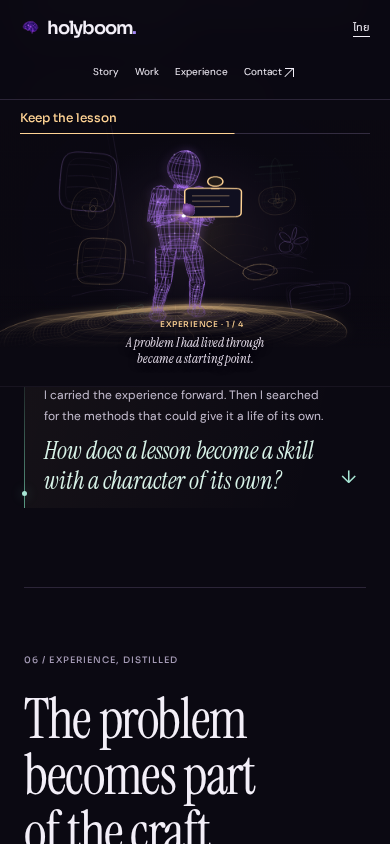 holyboom.
ไทย
Story Work Experience Contact
Keep the lesson
EXPERIENCE · 1 / 4
A problem I had lived through
became a starting point.
I carried the experience forward. Then I searched
for the methods that could give it a life of its own.
How does a lesson become a skill
with a character of its own?
06 / EXPERIENCE, DISTILLED
The problem
becomes part
of the craft